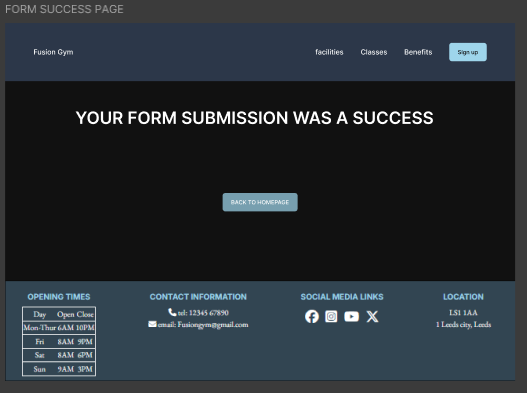 FORM SUCCESS PAGE
Fusion Gym facilities Classes Benefits Sign up
YOUR FORM SUBMISSION WAS A SUCCESS
BACK TO HOMEPAGE
OPENING TIMES
Day Open Close
Mon-Thur 6AM 10PM
Fri 8AM 9PM
Sat 8AM 6PM
Sun 9AM 3PM
CONTACT INFORMATION
tel: 12345 67890
email: Fusiongym@gmail.com
SOCIAL MEDIA LINKS
LOCATION
LS1 1AA
1 Leeds city, Leeds